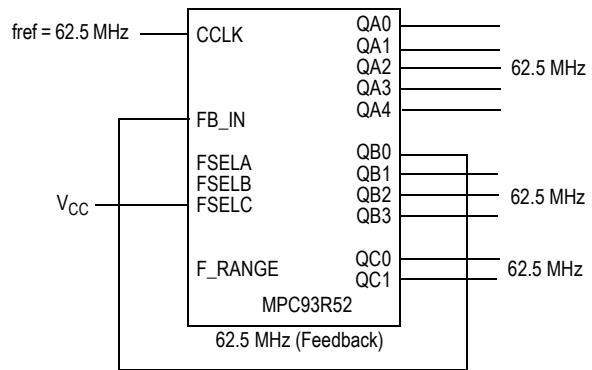 fref = 62.5 MHz
CCLK
QA0
QA1
QA2
QA3
QA4
62.5 MHz
FB_IN
QB0
QB1
QB2
QB3
62.5 MHz
FSELA
FSELB
VCC
FSELC
F_RANGE
QC0
QC1
62.5 MHz
MPC93R52
62.5 MHz (Feedback)